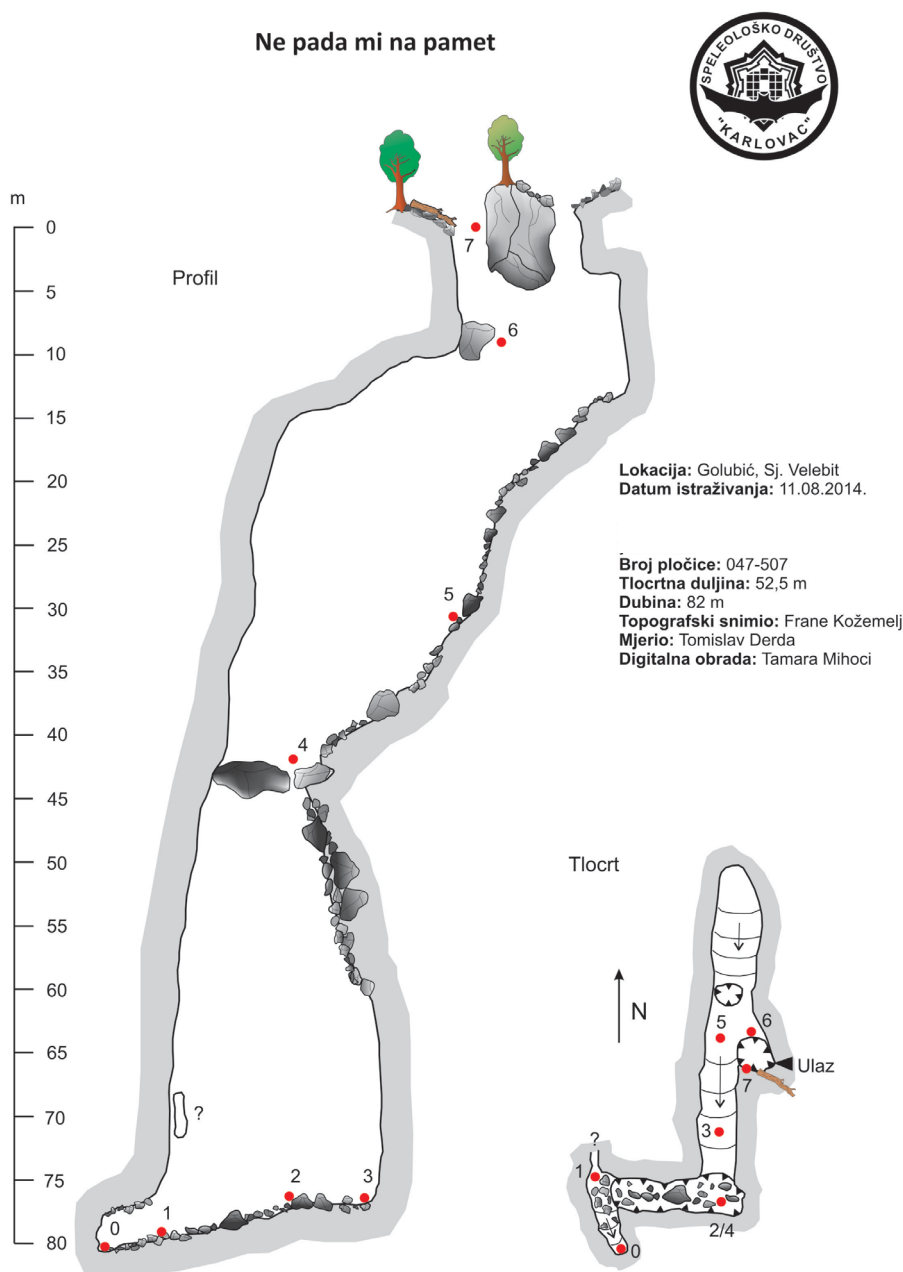 Ne pada mi na pamet
SPELEOLOŠKO DRUŠTVO
"KARLOVAC"
m
0
5
10
15
20
25
30
35
40
45
50
55
60
65
70
75
80
Profil
7
6
5
4
?
3
2
1
0
Lokacija: Golubić, Sj. Velebit
Datum istraživanja: 11.08.2014.
Broj pločice: 047-507
Tlocrtna duljina: 52,5 m
Dubina: 82 m
Topografski snimio: Frane Kožemelj
Mjerio: Tomislav Derda
Digitalna obrada: Tamara Mihoci
Tlocrt
N
5
6
Ulaz
7
3
?
1
2/4
0